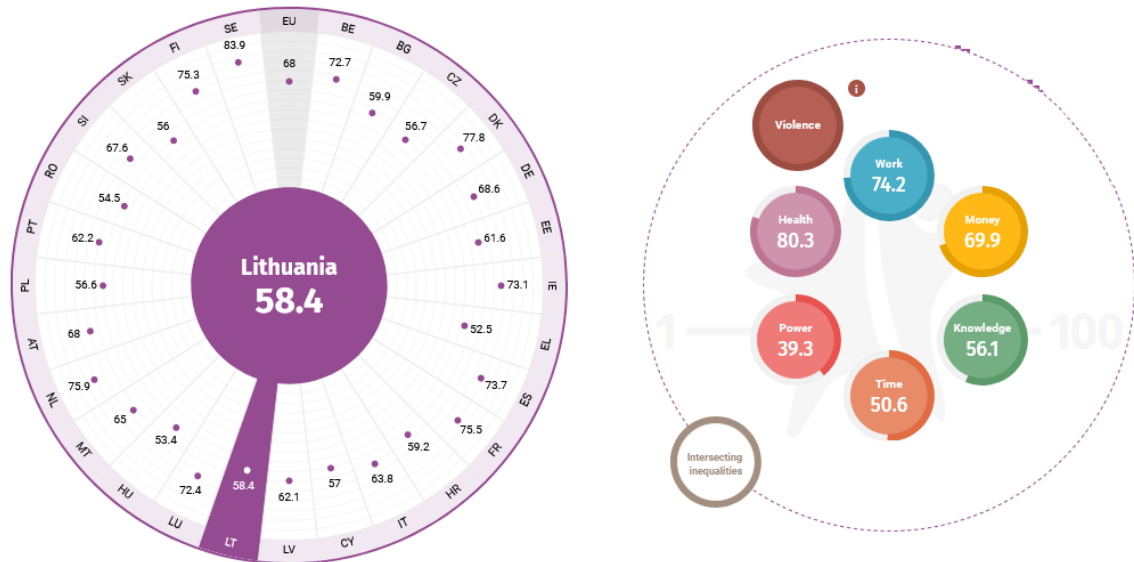 EU
68
BE
72.7
BG
59.9
CZ
56.7
DK
77.8
DE
68.6
EE
61.6
IE
73.1
EL
52.5
ES
73.7
FR
75.5
HR
59.2
IT
63.8
CY
57
LV
62.1
LT
58.4
LU
72.4
HU
53.4
MT
65
NL
75.9
AT
68
PL
56.6
PT
62.2
RO
54.5
SI
67.6
SK
56
FI
75.3
SE
83.9
Lithuania
58.4
Violence
i
Work
74.2
Health
80.3
Money
69.9
1
100
Power
39.3
Knowledge
56.1
Time
50.6
Intersecting
inequalities